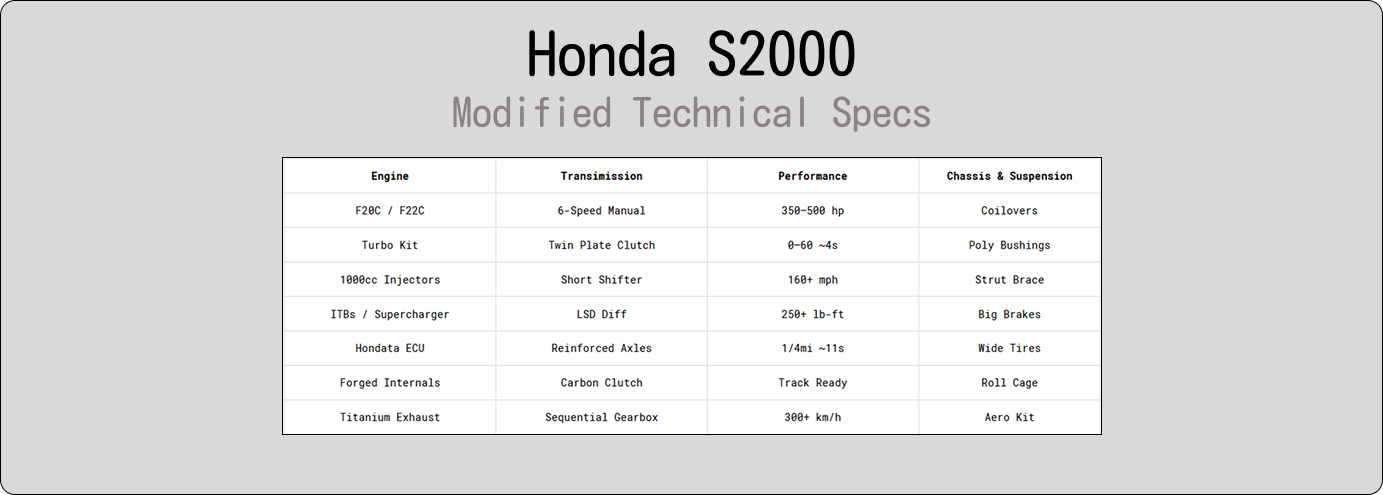 Honda S2000
Modified Technical Specs
Engine Transimission Performance Chassis & Suspension
F20C / F22C 6-Speed Manual 350–500 hp Coilovers
Turbo Kit Twin Plate Clutch 0–60 ~4s Poly Bushings
1000cc Injectors Short Shifter 160+ mph Strut Brace
ITBs / Supercharger LSD Diff 250+ lb-ft Big Brakes
Hondata ECU Reinforced Axles 1/4mi ~11s Wide Tires
Forged Internals Carbon Clutch Track Ready Roll Cage
Titanium Exhaust Sequential Gearbox 300+ km/h Aero Kit